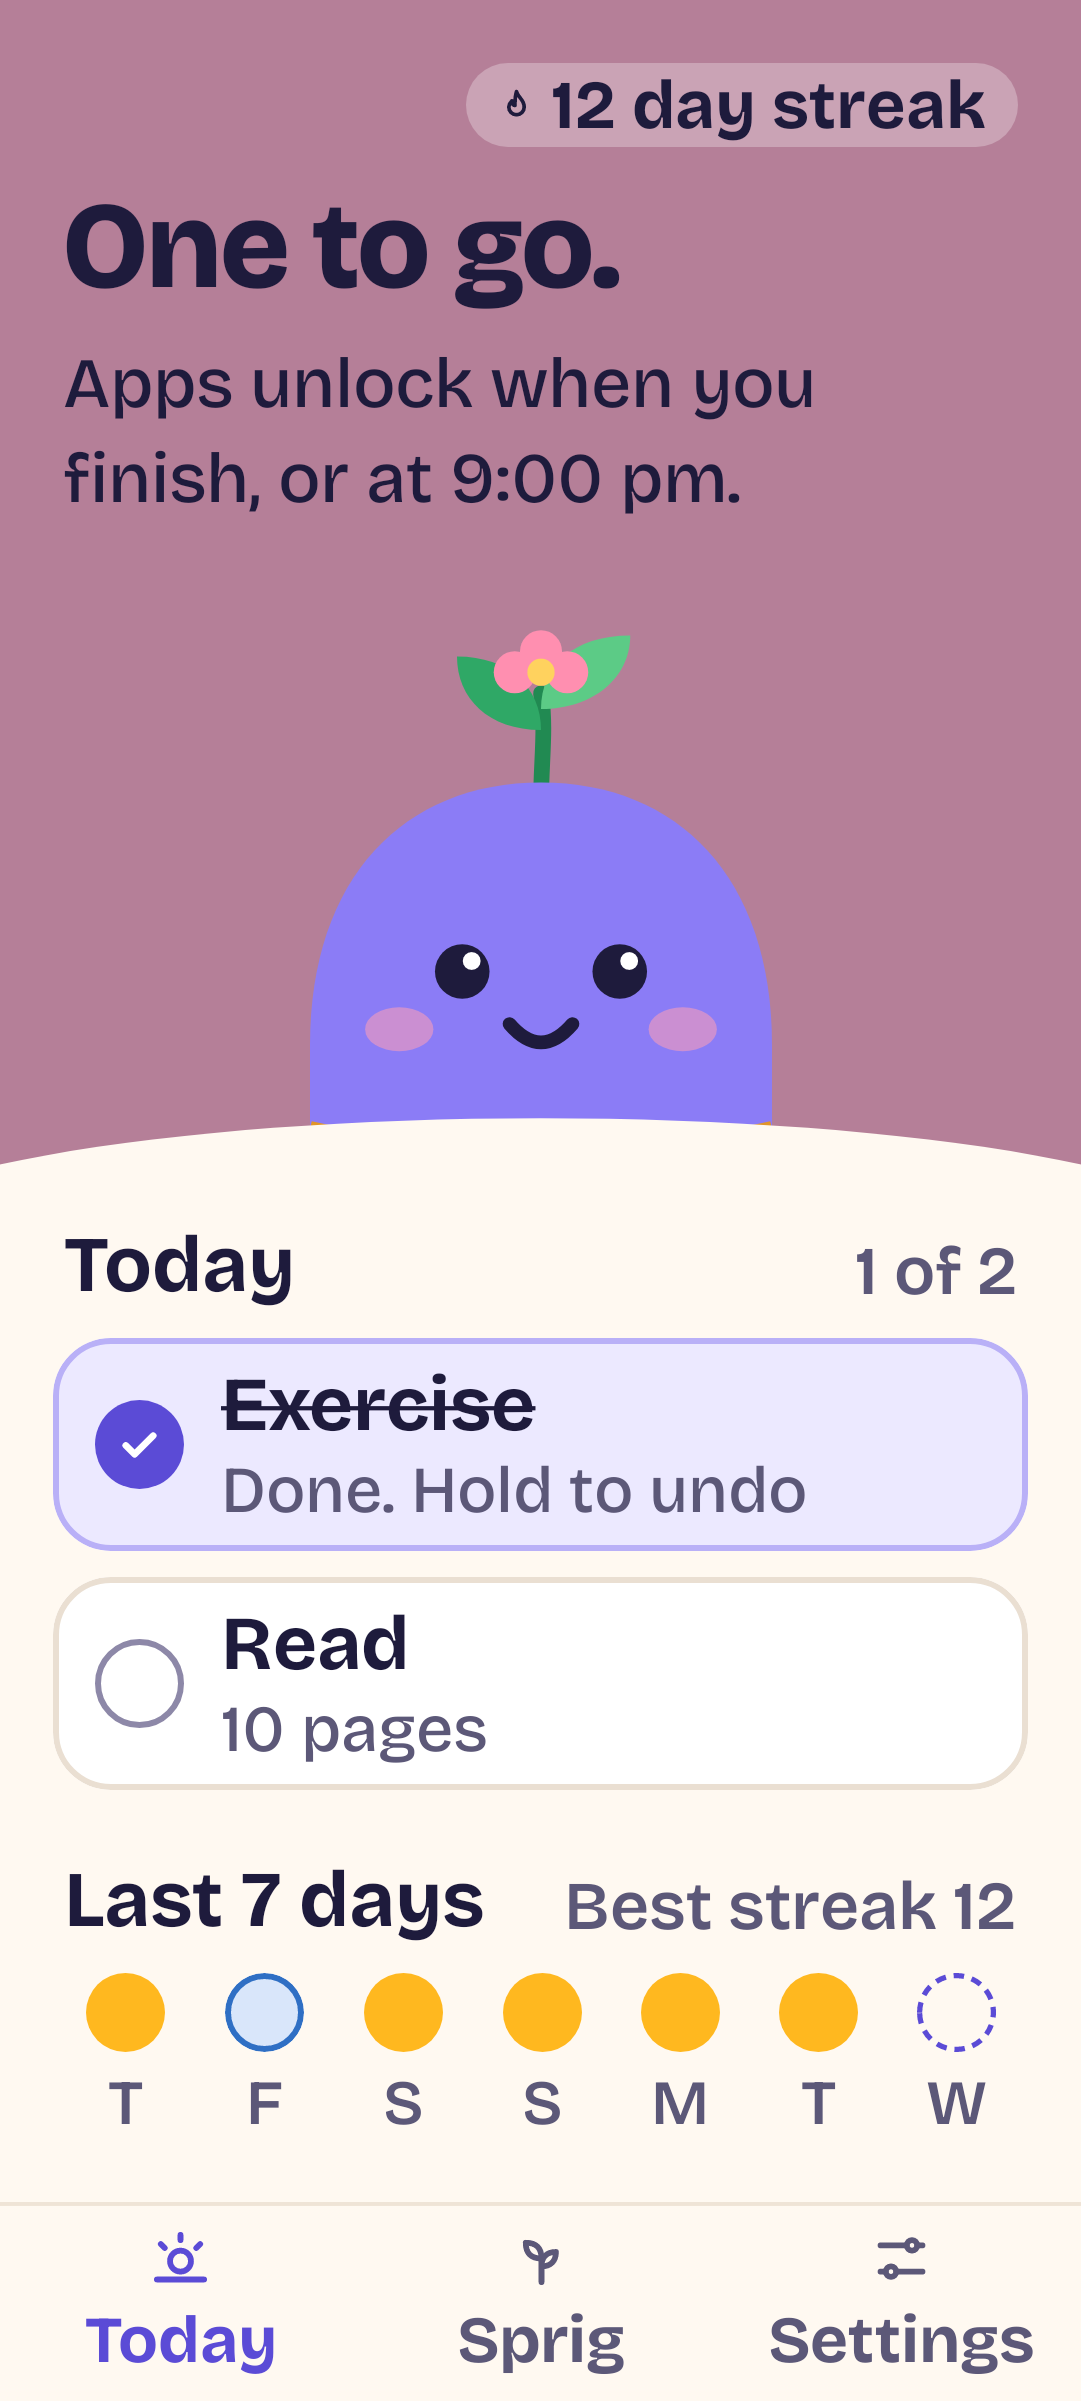 12 day streak
One to go.
Apps unlock when you
finish, or at 9:00 pm.
Today
1 of 2
Exercise
Done. Hold to undo
Read
10 pages
Last 7 days
Best streak 12
T F S S M T W
Today Sprig Settings